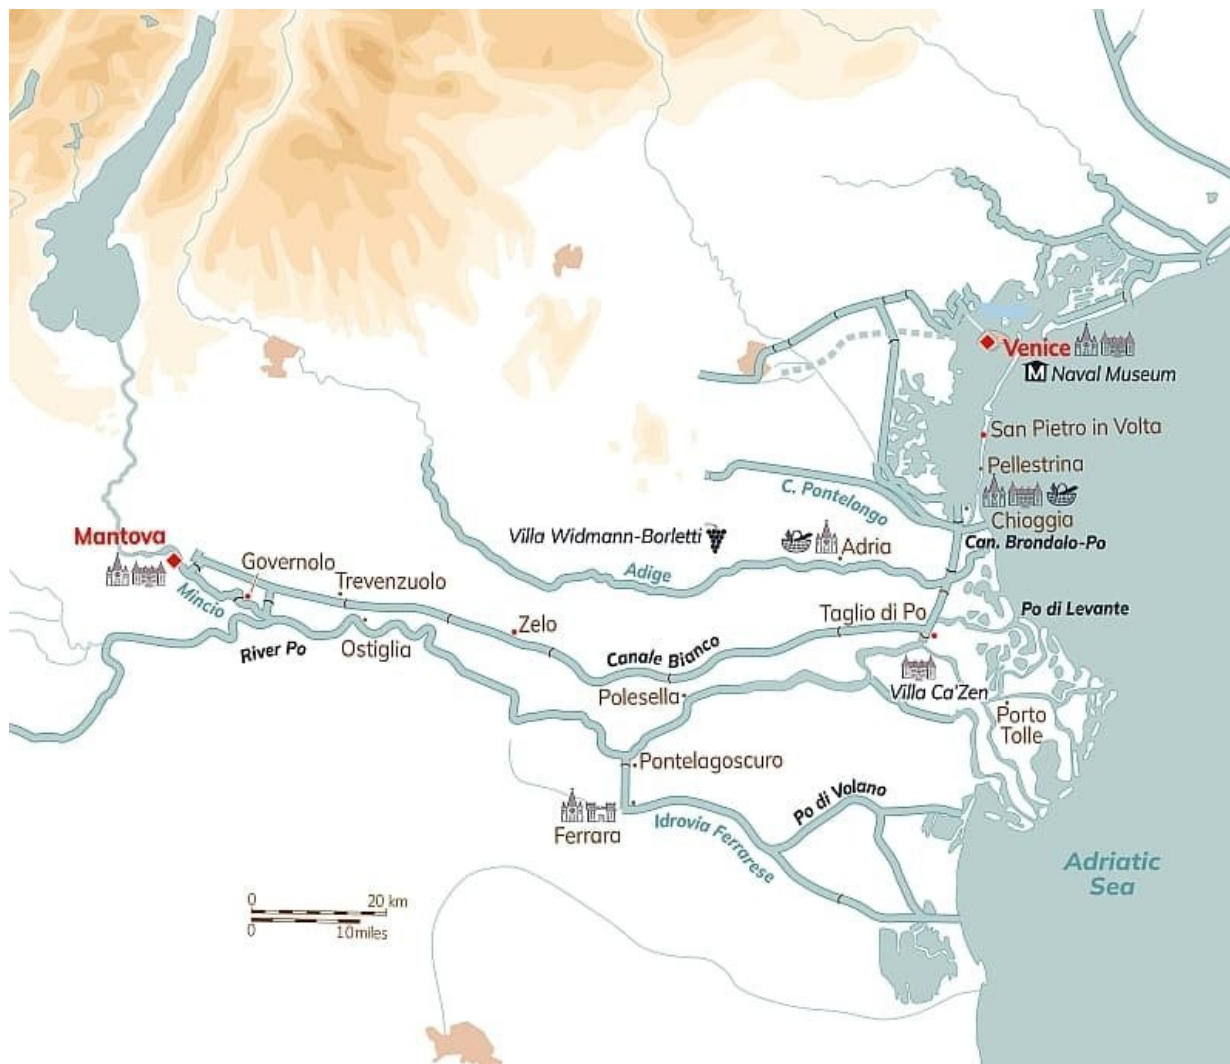 Venice
M Naval Museum
San Pietro in Volta
Pellestrina
C. Pontelongo
Chioggia
Villa Widmann-Borletti
Mantova
Adria
Can. Brondalo-Po
Governolo
Adige
Trevenzuolo
Mincio
Zelo
Taglio di Po
Po di Levante
River Po
Ostiglia
Canale Bianco
Villa Ca'Zen
Polesella
Porto
Tolle
Pontelagoscuro
Po di Volano
Ferrara
Idrovia Ferrarese
Adriatic
Sea
0 20 km
0 10 miles